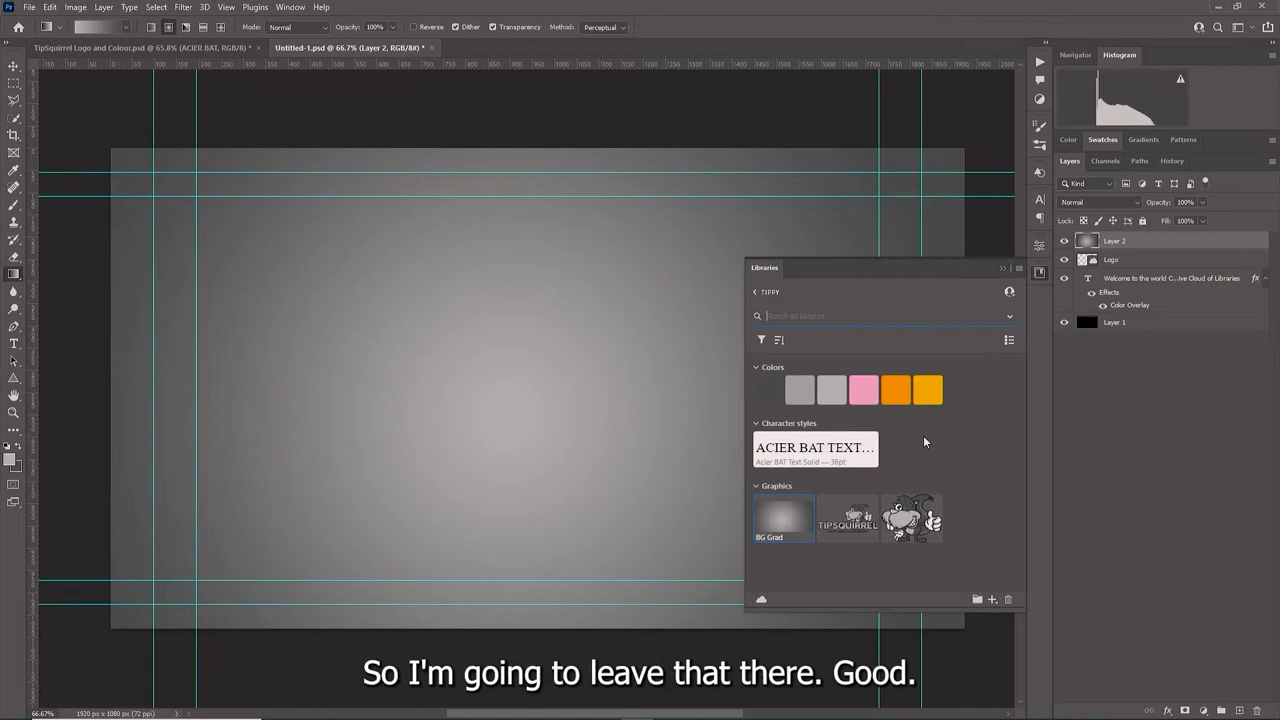 File Edit Image Layer Type Select Filter 3D View Plugins Window Help
Mode: Normal Opacity: 100% Reverse Dither Transparency Method: Perceptual
TipSquirrel Logo and Colour.psd @ 65.8% (ACIER BAT, RGB/8) * × Untitled-1.psd @ 66.7% (Layer 2, RGB/8#) * ×
Navigator Histogram
Color Swatches Gradients Patterns
Layers Channels Paths History
Kind
Normal Opacity: 100%
Lock: Fill: 100%
Layer 2
Logo
T Welcome to the world C...ive Cloud of Libraries fx
Effects
Color Overlay
Layer 1
Libraries
TIPPY
Search all libraries
Colors
Character styles
ACIER BAT TEXT...
Acier BAT Text Solid — 36pt
Graphics
TIPSQUIRREL
BG Grad
So I'm going to leave that there. Good.
66.67% 1920 px x 1080 px (72 ppi)